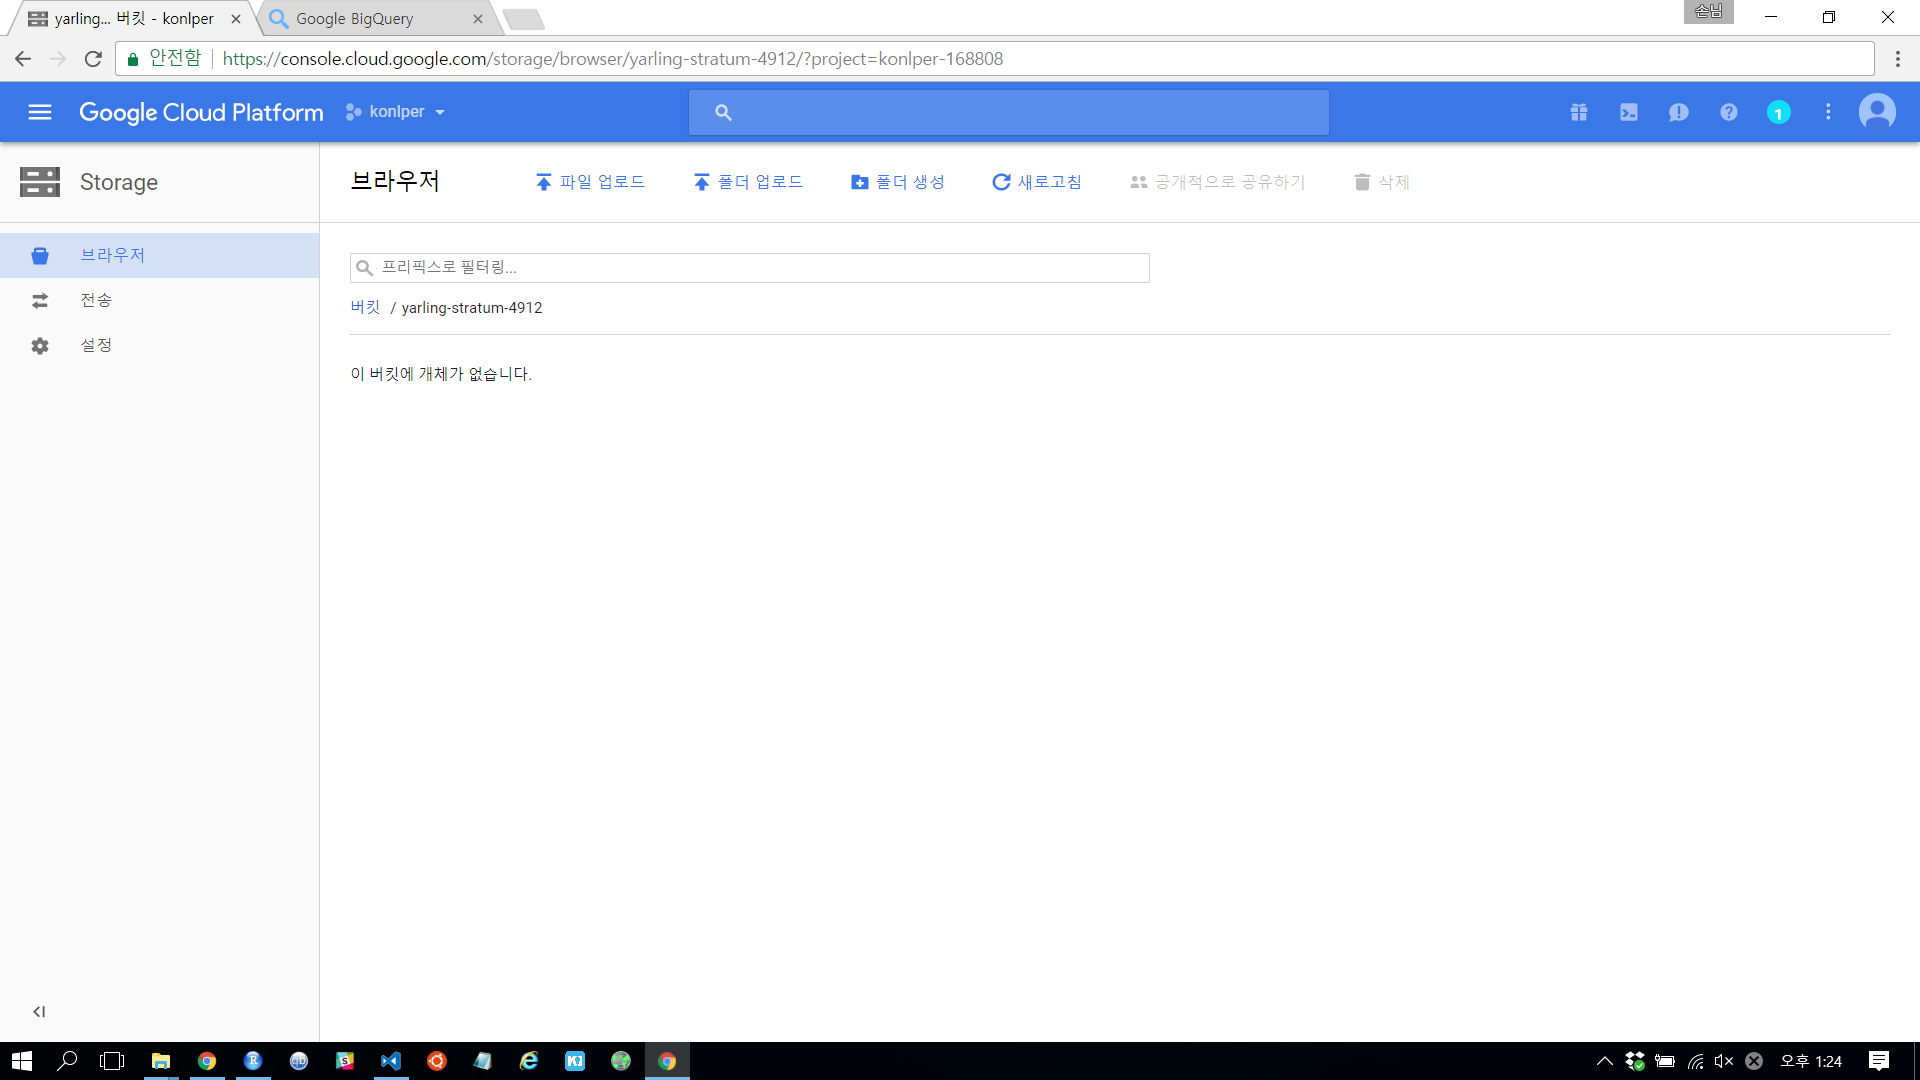 yarling... 버킷 - konlper
Google BigQuery
손님
안전함
https://console.cloud.google.com/storage/browser/yarling-stratum-4912/?project=konlper-168808
Google Cloud Platform
konlper
1
Storage
브라우저
파일 업로드
폴더 업로드
폴더 생성
새로고침
공개적으로 공유하기
삭제
브라우저
전송
설정
프리픽스로 필터링...
버킷 / yarling-stratum-4912
이 버킷에 개체가 없습니다.
오후 1:24